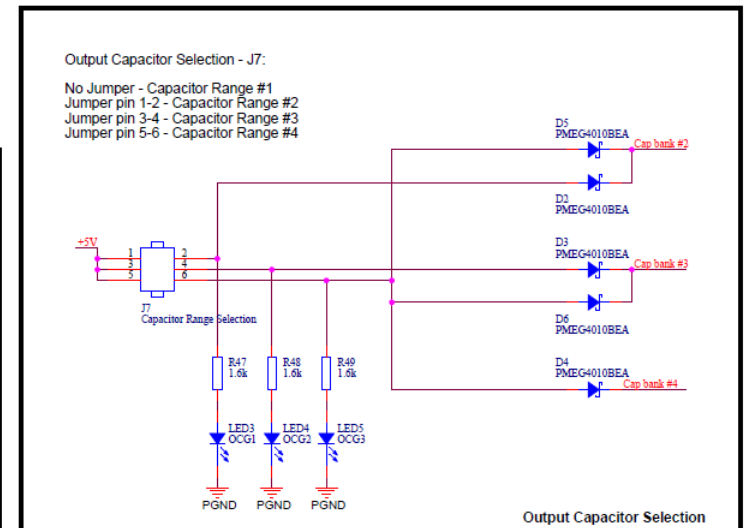 Output Capacitor Selection - J7:
No Jumper - Capacitor Range #1
Jumper pin 1-2 - Capacitor Range #2
Jumper pin 3-4 - Capacitor Range #3
Jumper pin 5-6 - Capacitor Range #4
D5
PMEG4010BEA
Cap bank #2
D2
PMEG4010BEA
+5V
1 2
3 4
5 6
J7
Capacitor Range Selection
D3
PMEG4010BEA
Cap bank #3
D6
PMEG4010BEA
D4
PMEG4010BEA
Cap bank #4
R47
1.6k
R48
1.6k
R49
1.6k
LED3
OCG1
LED4
OCG2
LED5
OCG3
PGND PGND PGND
Output Capacitor Selection